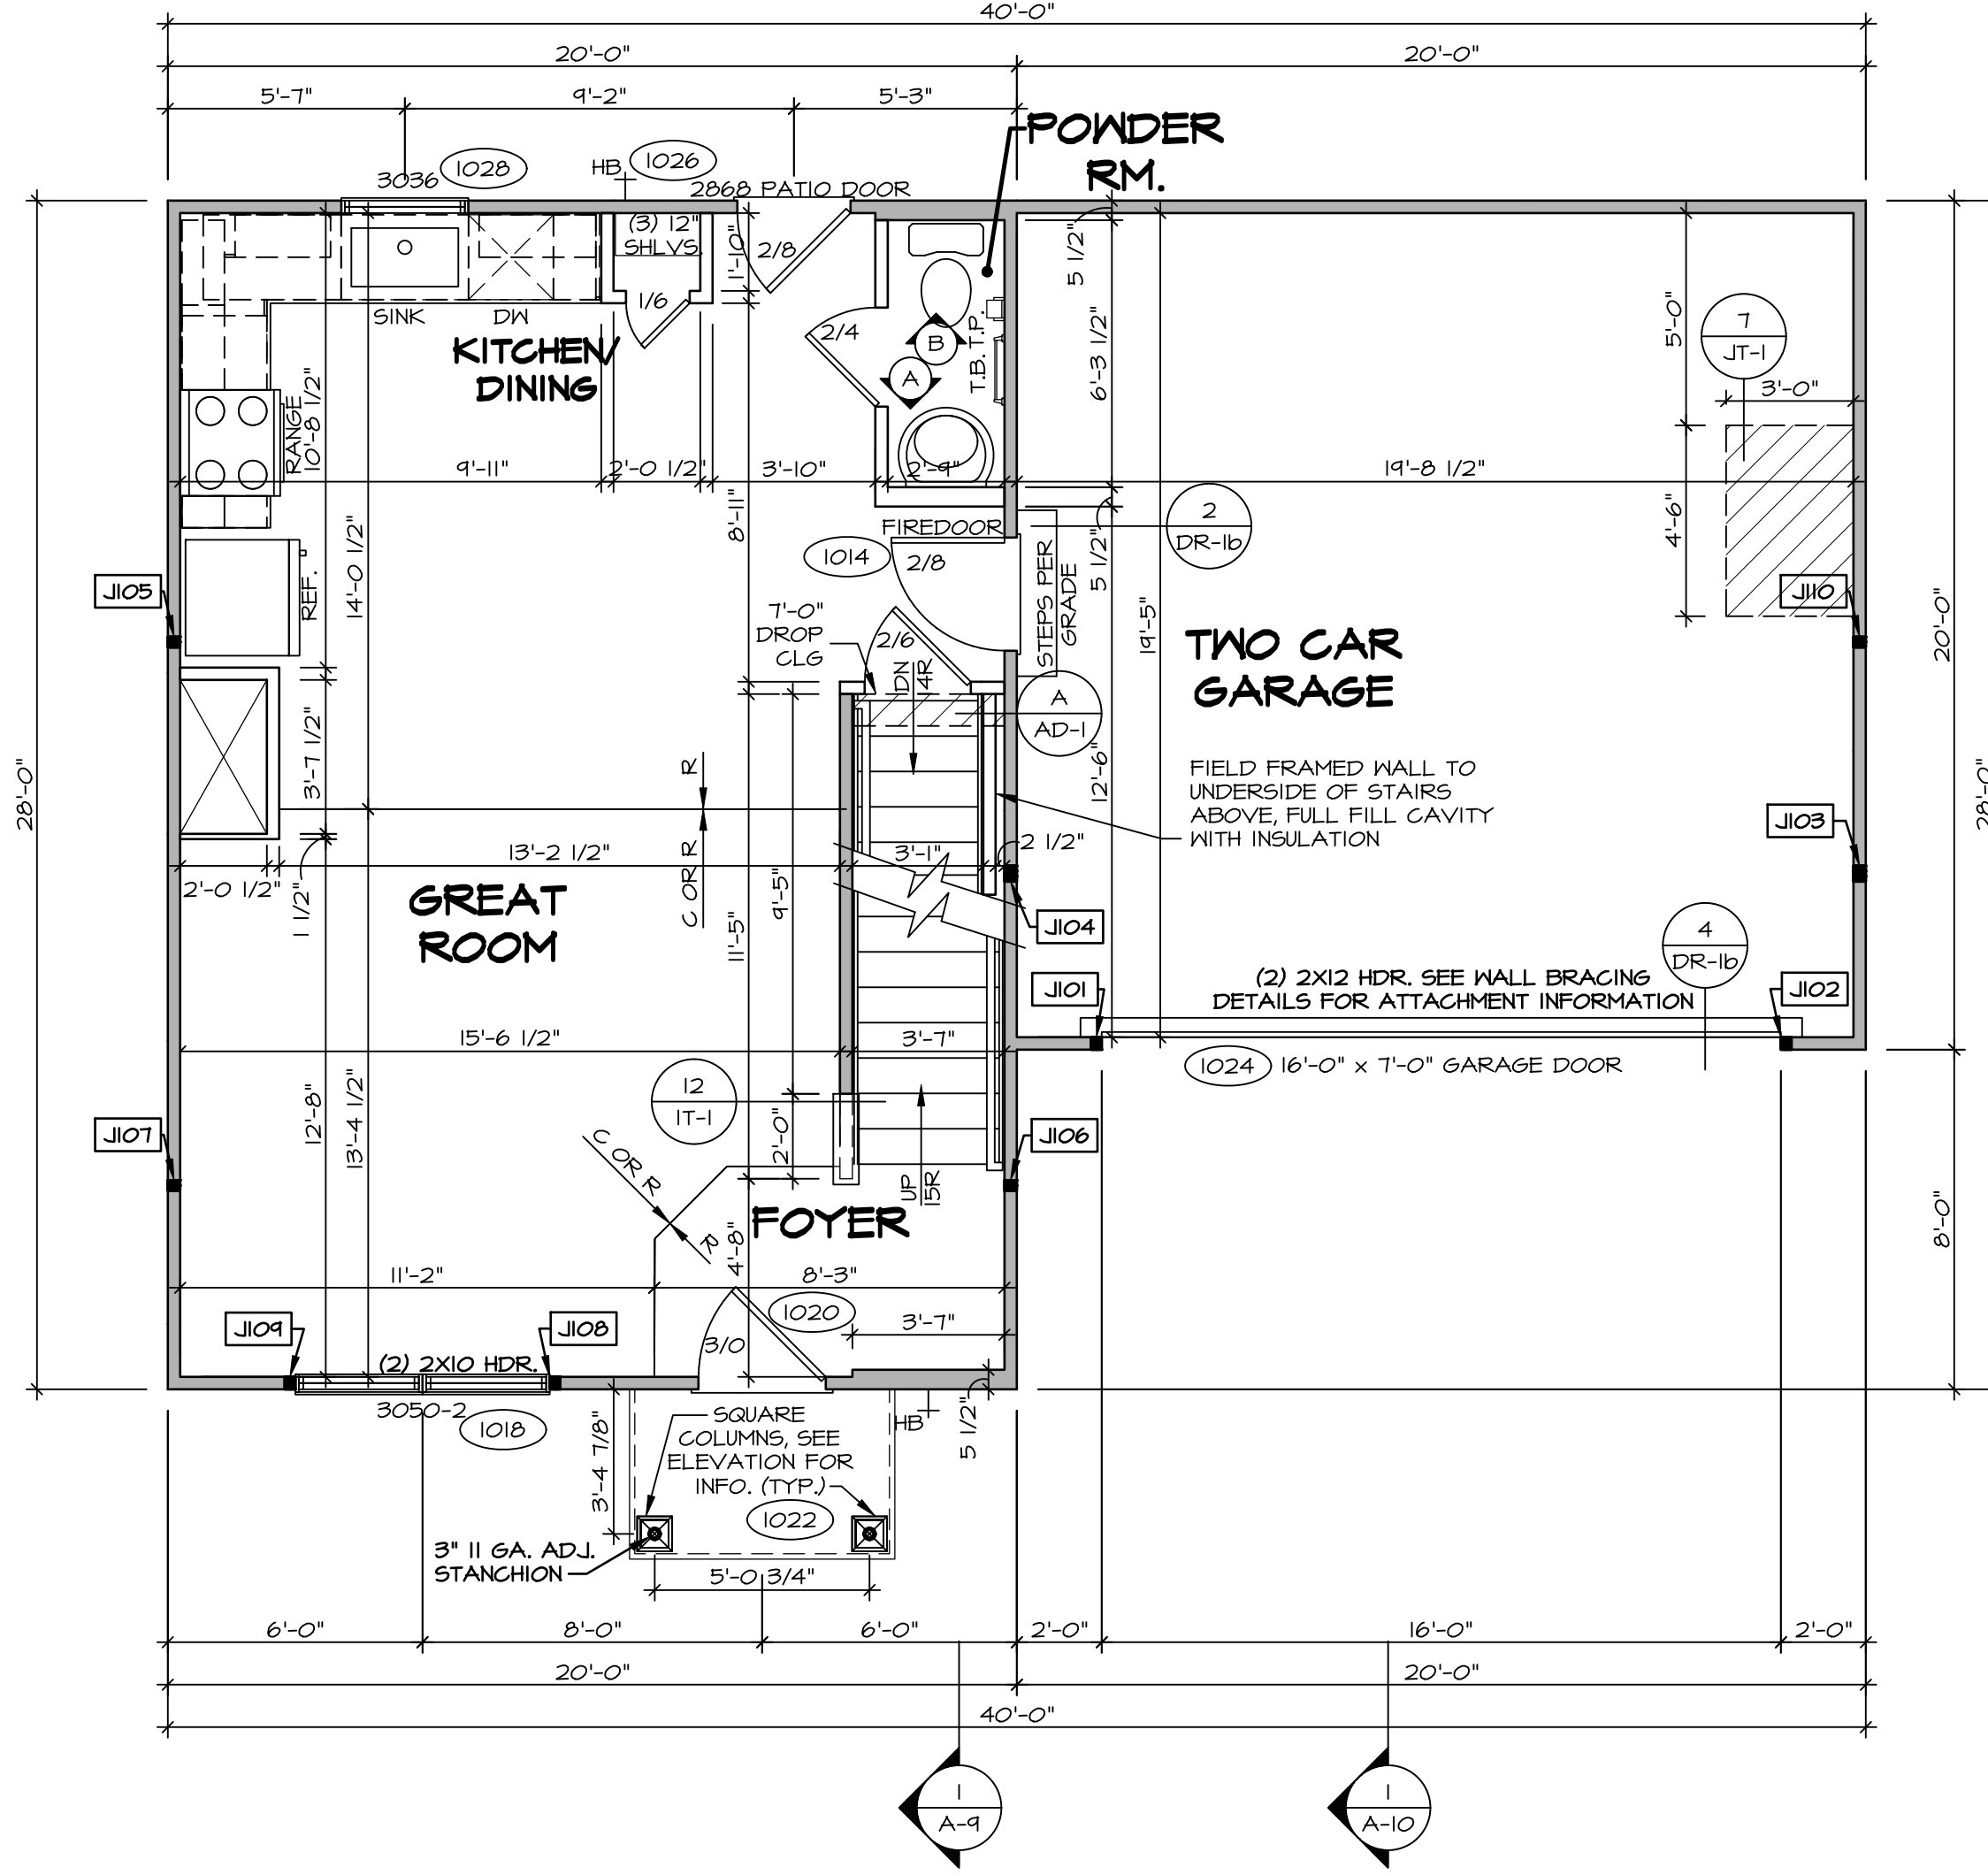 40'-0"
20'-0" 20'-0"
5'-7" 9'-2" 5'-3"
POWDER
RM.
3036 1028 HB 1026
2868 PATIO DOOR
(3) 12"
SHLVS.
1'-10"
2/8
5 1/2"
1/6
2/4
SINK DW
KITCHEN/
DINING
B
A
T.B. T.P.
6'-3 1/2"
5'-0"
7
JT-1
3'-0"
RANGE
10'-8 1/2"
9'-11" 2'-0 1/2" 3'-10" 2'-9" 19'-8 1/2"
14'-0 1/2"
8'-11"
FIREDOOR
1014
2/8
2
DR-1b
5 1/2"
4'-6"
STEPS PER
GRADE
J105
REF.
7'-0"
DROP
CLG
2/6
DN
4R
19'-5"
J110
20'-0"
TWO CAR
GARAGE
A
AD-1
3'-7 1/2"
28'-0"
28'-0"
R
C OR R
12'-6"
FIELD FRAMED WALL TO
UNDERSIDE OF STAIRS
ABOVE, FULL FILL CAVITY
WITH INSULATION
J103
13'-2 1/2" 3'-1" 2 1/2"
2'-0 1/2"
1 1/2"
9'-5"
11'-5"
GREAT
ROOM
J104
4
DR-1b
J101
(2) 2X12 HDR. SEE WALL BRACING
DETAILS FOR ATTACHMENT INFORMATION
J102
15'-6 1/2" 3'-7"
1024 16'-0" x 7'-0" GARAGE DOOR
12
IT-1
12'-8"
13'-4 1/2"
2'-0"
J107
J106
C OR R
R
UP
15R
FOYER
4'-8"
8'-0"
11'-2" 8'-3"
1020
3'-7"
J109
J108
3/0
(2) 2X10 HDR.
3050-2
1018
3'-4 7/8"
SQUARE
COLUMNS, SEE
ELEVATION FOR
INFO. (TYP.)
HB
5 1/2"
1022
3" 11 GA. ADJ.
STANCHION
5'-0 3/4"
6'-0" 8'-0" 6'-0" 2'-0" 16'-0" 2'-0"
20'-0" 20'-0"
40'-0"
1
A-9
1
A-10